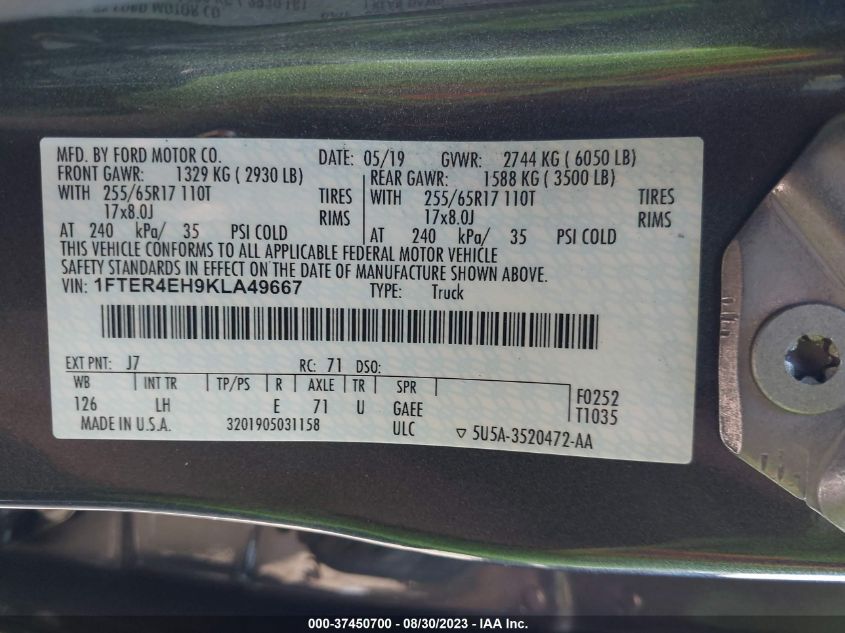 MFD. BY FORD MOTOR CO. DATE: 05/19 GVWR: 2744 KG ( 6050 LB)
FRONT GAWR: 1329 KG ( 2930 LB) REAR GAWR: 1588 KG ( 3500 LB)
WITH 255/65R17 110T TIRES WITH 255/65R17 110T TIRES
17x8.0J RIMS 17x8.0J RIMS
AT 240 kPa/ 35 PSI COLD AT 240 kPa/ 35 PSI COLD
THIS VEHICLE CONFORMS TO ALL APPLICABLE FEDERAL MOTOR VEHICLE
SAFETY STANDARDS IN EFFECT ON THE DATE OF MANUFACTURE SHOWN ABOVE.
VIN: 1FTER4EH9KLA49667 TYPE: Truck
EXT PNT: J7 RC: 71 DSO:
WB INT TR TP/PS R AXLE TR SPR
126 LH E 71 U GAEE
F0252
T1035
MADE IN U.S.A. 3201905031158 ULC ▽ 5U5A-3520472-AA
000-37450700 - 08/30/2023 - IAA Inc.